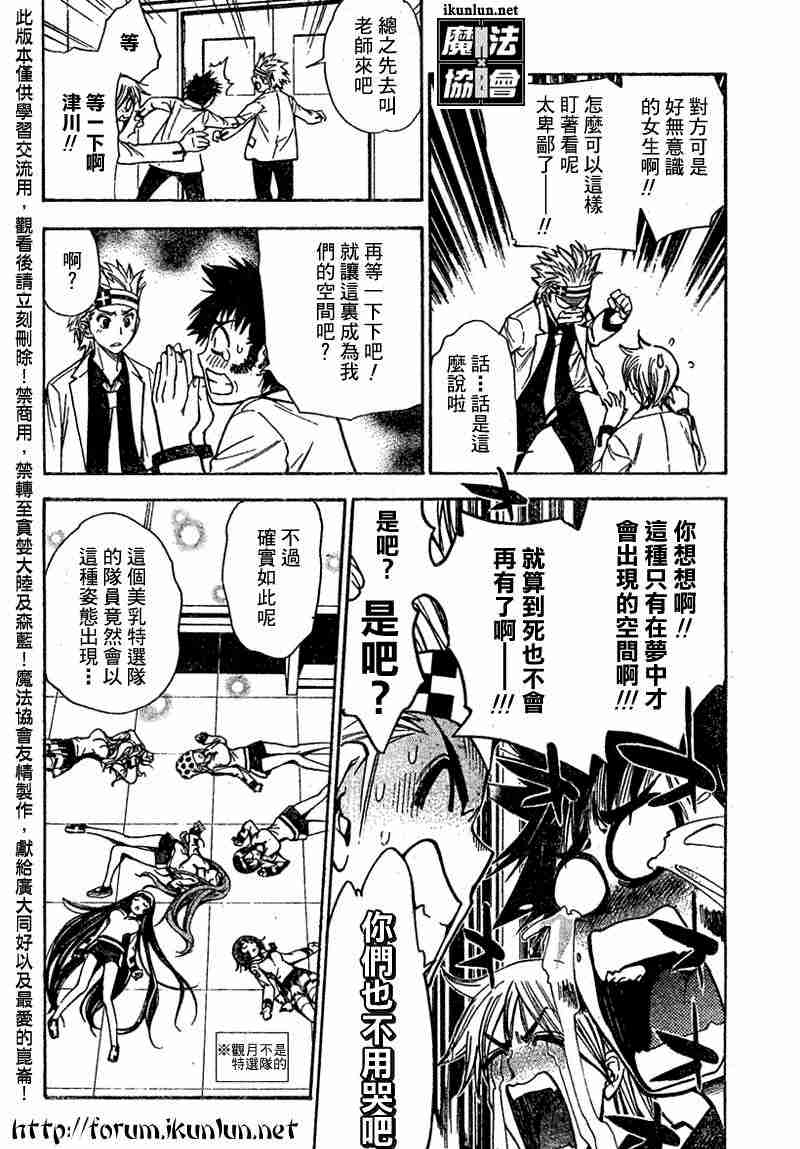 ikunlun.net
魔法
協會
對方可是
好無意識
的女生啊!!
怎麼可以這樣
盯著看呢
太卑鄙了——!!
話…話是這
麼說啦
總之先去叫
老師來吧
等
等一下啊
津川!!
再等一下下吧!
就讓這裏成為我
們的空間吧?
啊?
你想想啊!!
這種只有在夢中才
會出現的空間啊!!!
就算到死也不會
再有了啊——!!!
是吧?
是吧?
你們也不用哭吧
不過
確實如此呢
這個美乳特選隊
的隊員竟然會以
這種姿態出現…
※觀月不是
特選隊的
此版本僅供學習交流用，觀看後請立刻刪除！禁商用，禁轉至貪婪大陸及森藍！魔法協會友情製作，獻給廣大同好以及最愛的崑崙！
http://forum.ikunlun.net